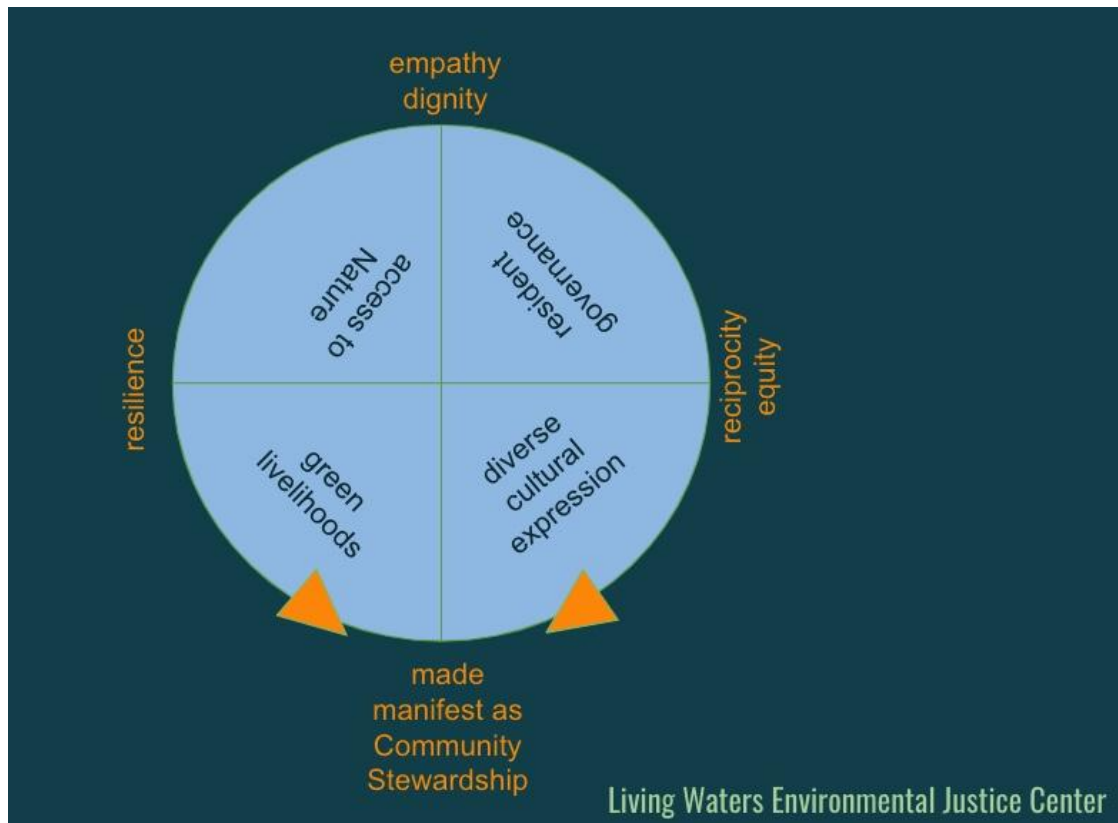 empathy
dignity
access to
Nature
resident
governance
resilience
reciprocity
equity
green
livelihoods
diverse
cultural
expression
made
manifest as
Community
Stewardship
Living Waters Environmental Justice Center